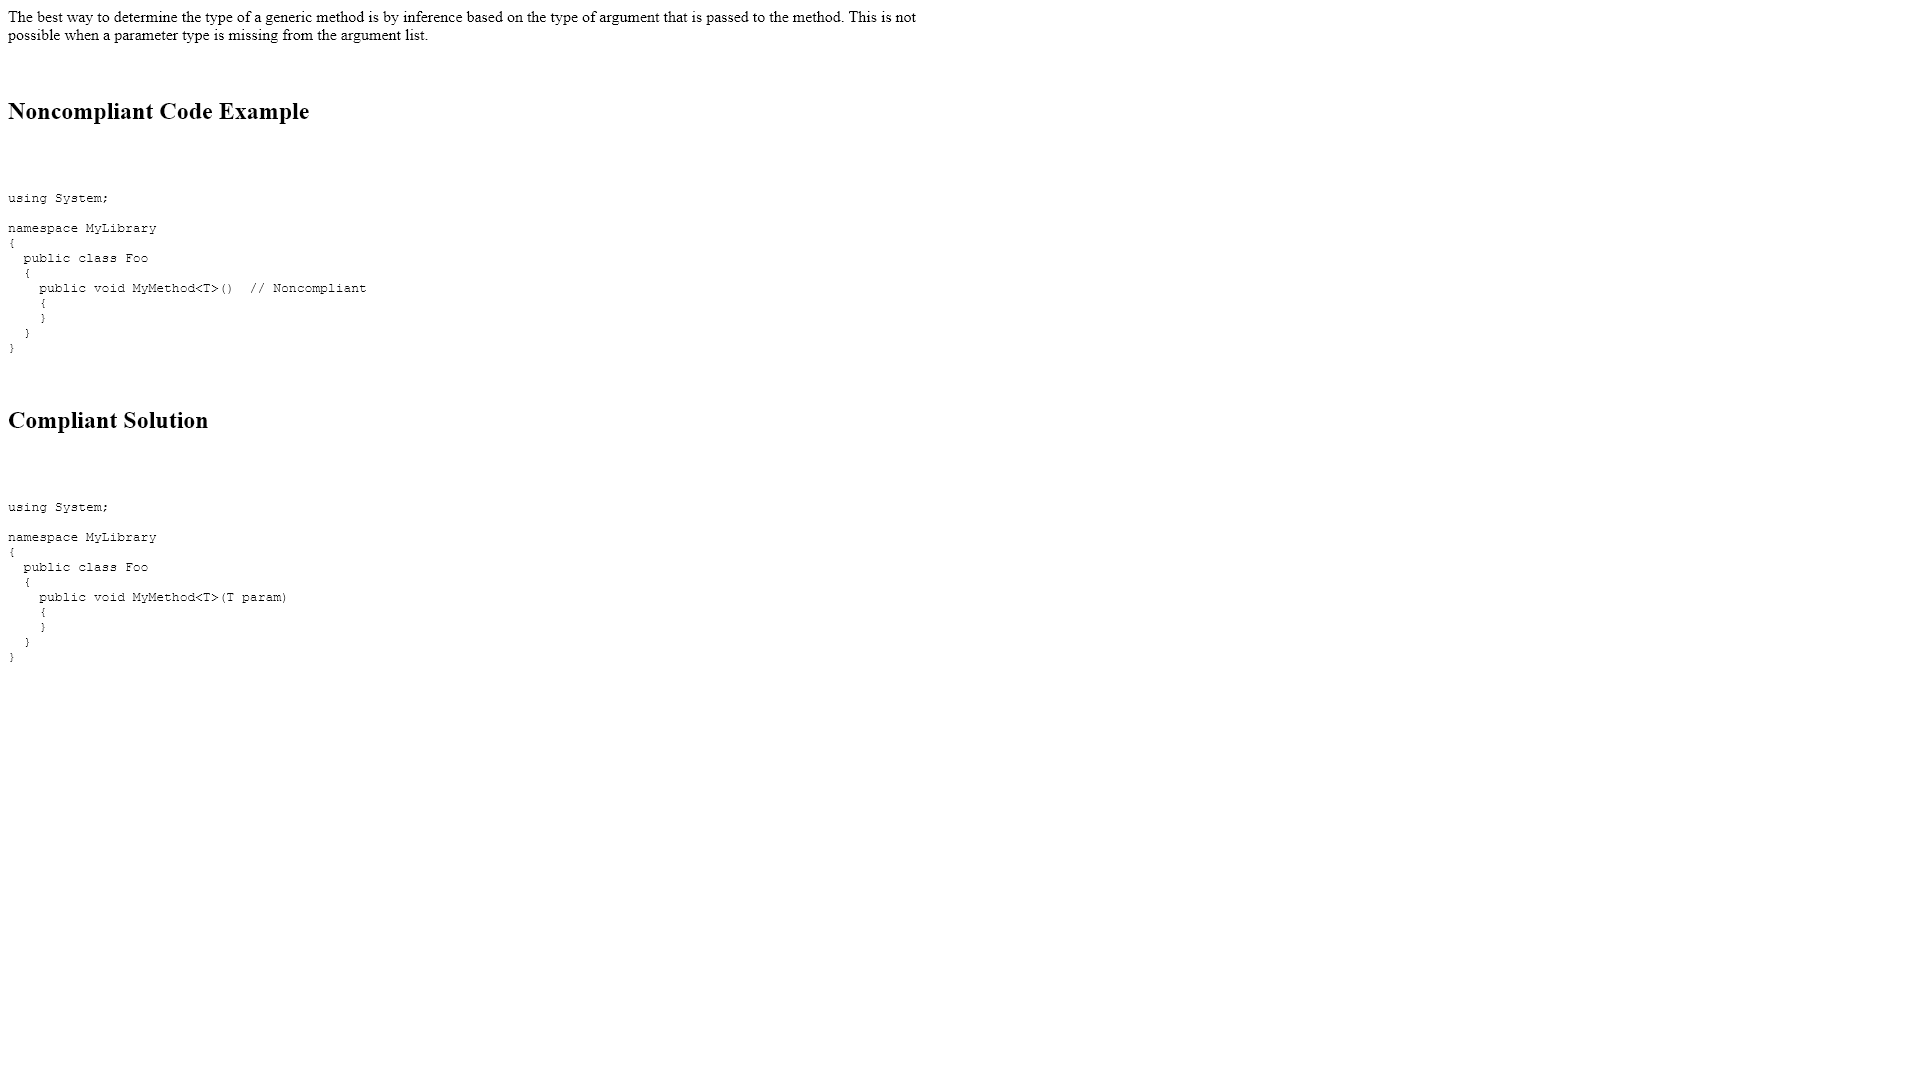 The best way to determine the type of a generic method is by inference based on the type of argument that is passed to the method. This is not
possible when a parameter type is missing from the argument list.
Noncompliant Code Example
using System;
namespace MyLibrary
{
  public class Foo
  {
    public void MyMethod<T>()  // Noncompliant
    {
    }
  }
}
Compliant Solution
using System;
namespace MyLibrary
{
  public class Foo
  {
    public void MyMethod<T>(T param)
    {
    }
  }
}